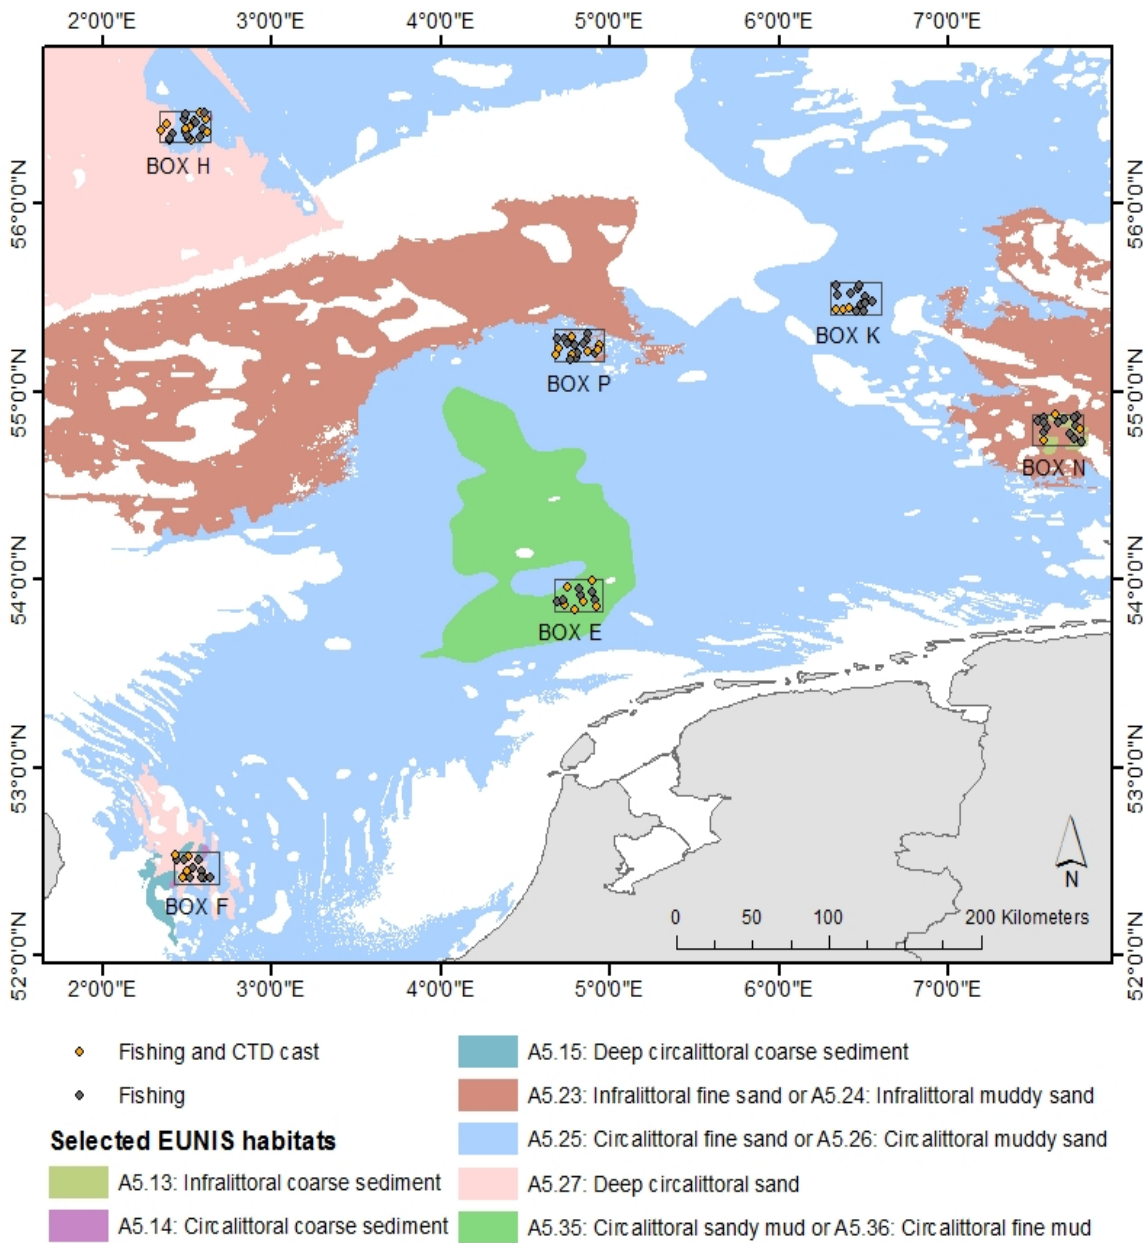 2°0'0"E 3°0'0"E 4°0'0"E 5°0'0"E 6°0'0"E 7°0'0"E
56°0'0"N 56°0'0"N
55°0'0"N 55°0'0"N
54°0'0"N 54°0'0"N
53°0'0"N 53°0'0"N
52°0'0"N 52°0'0"N
BOX H
BOX K
BOX P
BOX N
BOX E
BOX F
N
0 50 100 200 Kilometers
2°0'0"E 3°0'0"E 4°0'0"E 5°0'0"E 6°0'0"E 7°0'0"E
Fishing and CTD cast
Fishing
Selected EUNIS habitats
A5.13: Infralittoral coarse sediment
A5.14: Circalittoral coarse sediment
A5.15: Deep circalittoral coarse sediment
A5.23: Infralittoral fine sand or A5.24: Infralittoral muddy sand
A5.25: Circalittoral fine sand or A5.26: Circalittoral muddy sand
A5.27: Deep circalittoral sand
A5.35: Circalittoral sandy mud or A5.36: Circalittoral fine mud